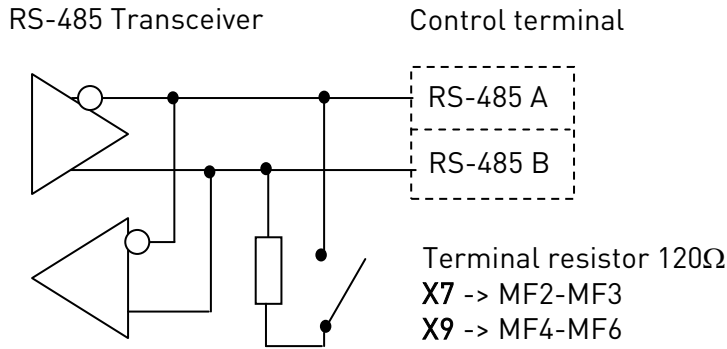 RS-485 Transceiver
Control terminal
RS-485 A
RS-485 B
Terminal resistor 120Ω
X7 -> MF2-MF3
X9 -> MF4-MF6